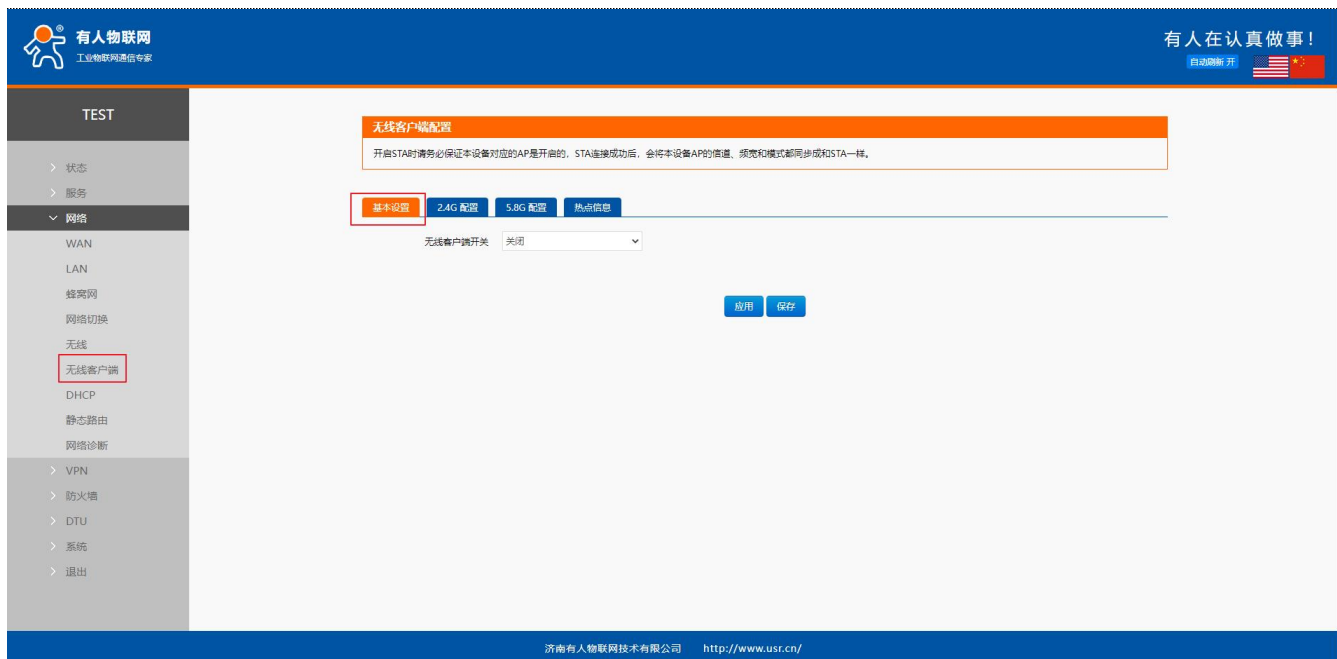 有人物联网
工业物联网通信专家
有人在认真做事!
自动刷新 开
TEST
状态
服务
网络
WAN
LAN
蜂窝网
网络切换
无线
无线客户端
DHCP
静态路由
网络诊断
VPN
防火墙
DTU
系统
退出
无线客户端配置
开启STA时请务必保证本设备对应的AP是开启的, STA连接成功后, 会将本设备AP的信道、频宽和模式都同步成和STA一样。
基本设置 2.4G 配置 5.8G 配置 热点信息
无线客户端开关 关闭
应用 保存
济南有人物联网技术有限公司 http://www.usr.cn/